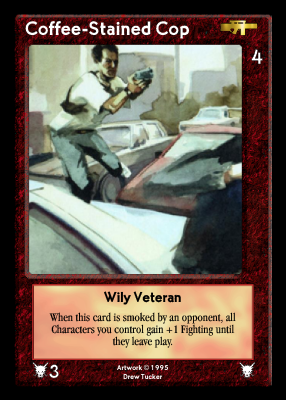 Coffee-Stained Cop
4
Wily Veteran
When this card is smoked by an opponent, all
Characters you control gain +1 Fighting until
they leave play.
3
Artwork © 1995
Drew Tucker